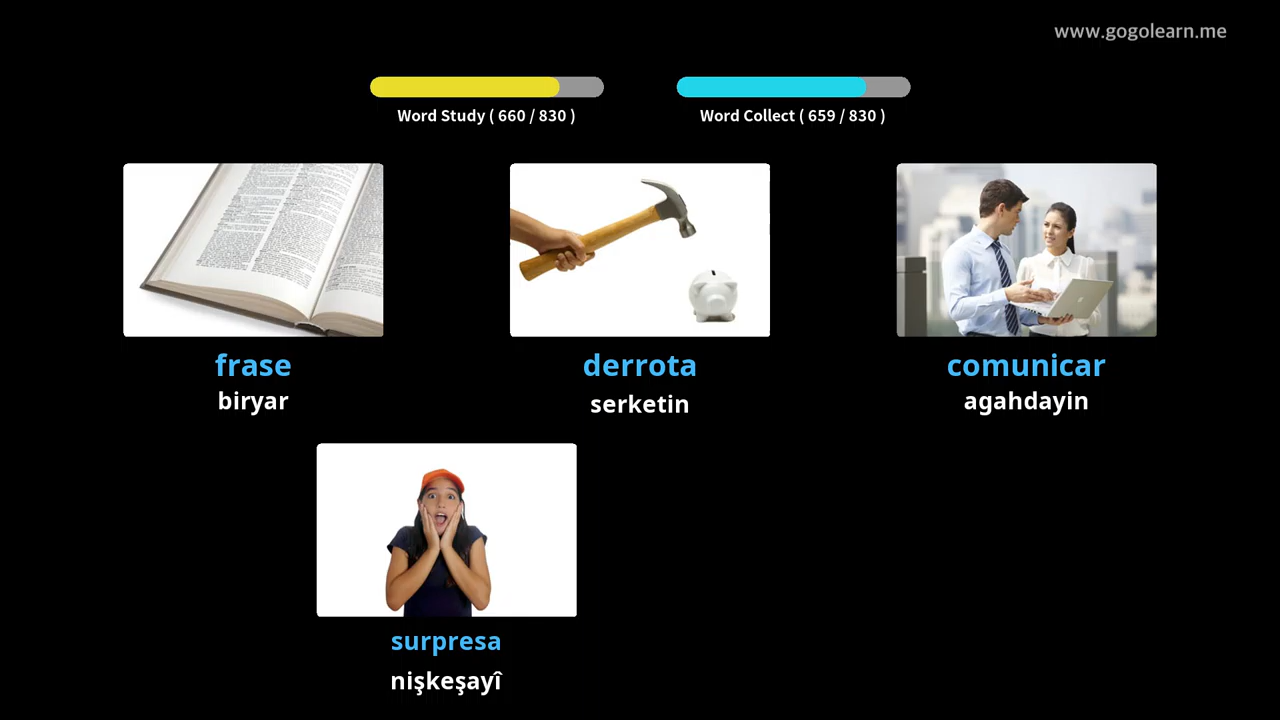 www.gogolearn.me
Word Study ( 660 / 830 )
Word Collect ( 659 / 830 )
frase
biryar
derrota
serketin
comunicar
agahdayin
surpresa
nişkeşayî